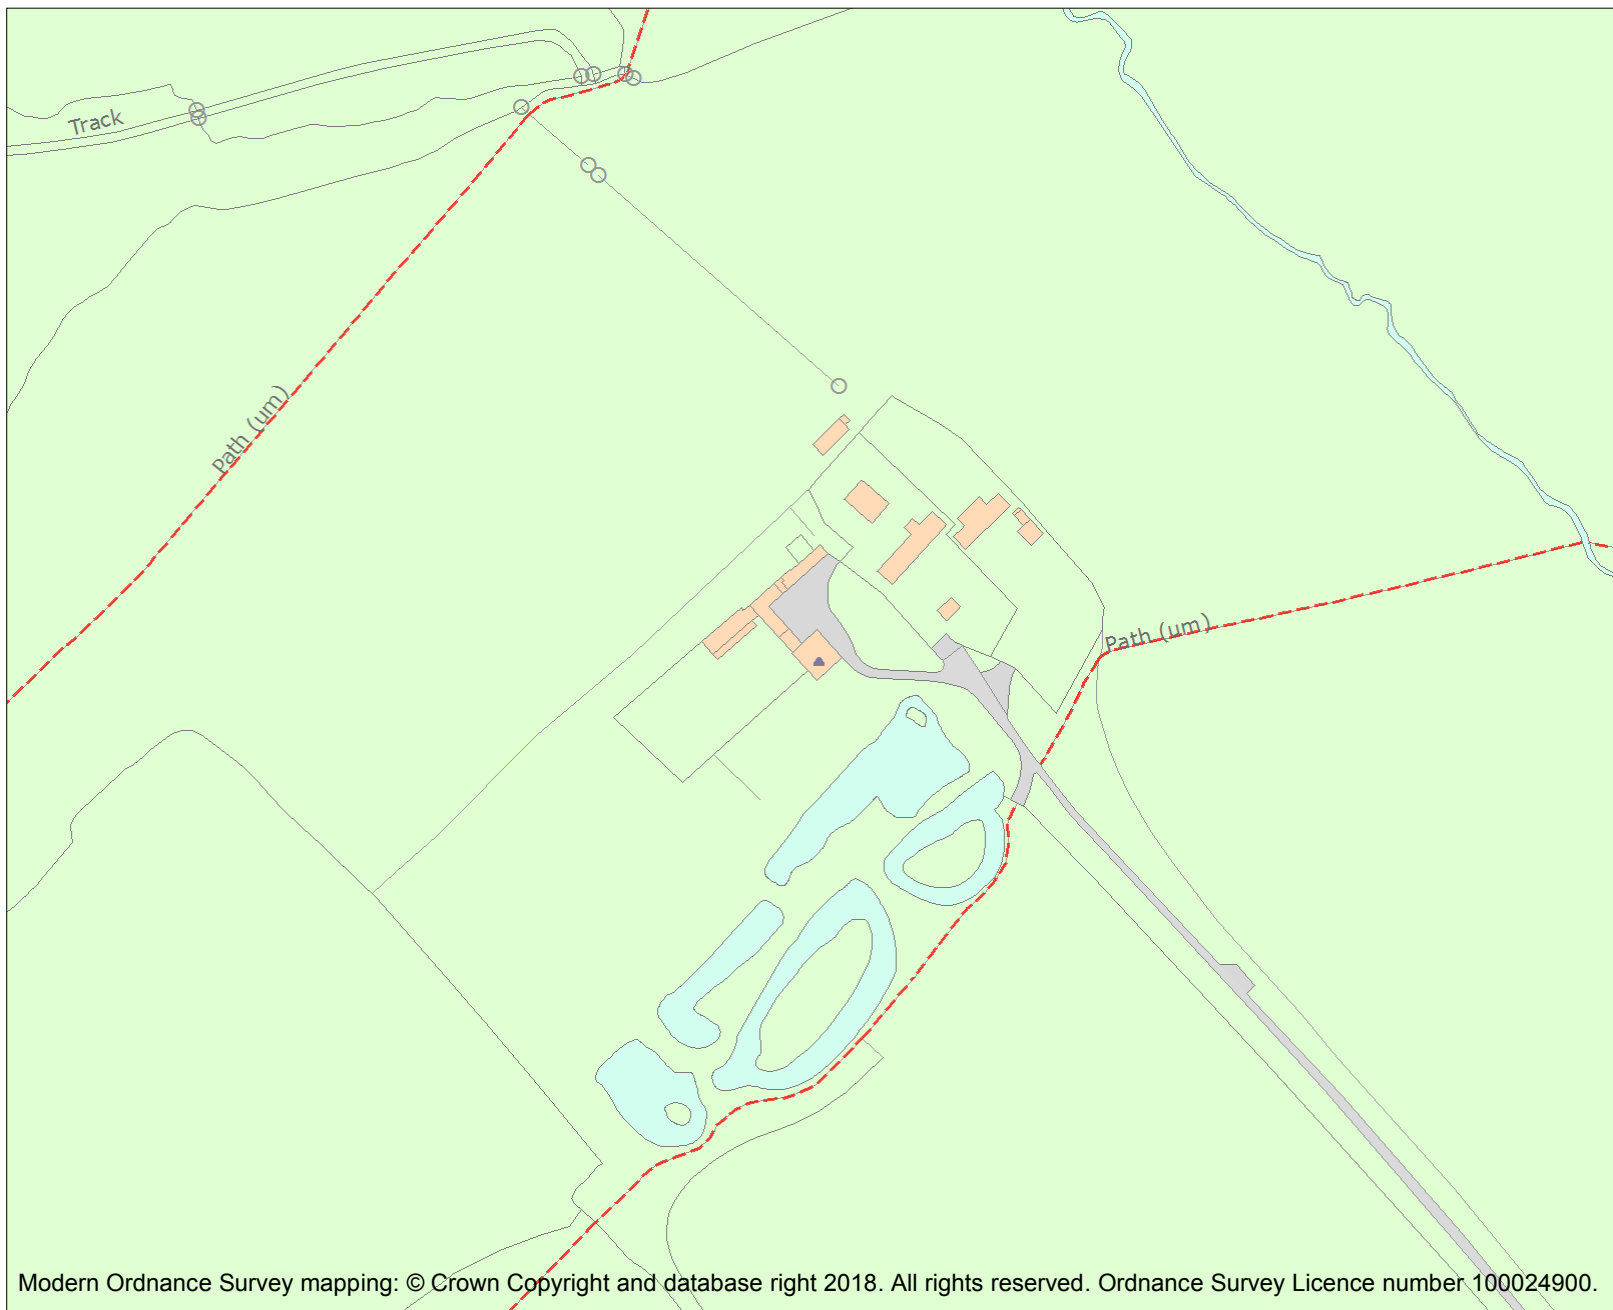 Track
Path (um)
Path (um)
Modern Ordnance Survey mapping: © Crown Copyright and database right 2018. All rights reserved. Ordnance Survey Licence number 100024900.